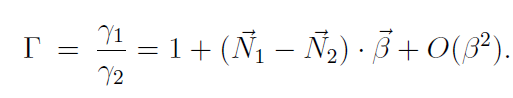 Γ = γ₁/γ₂ = 1 + (N⃗₁ − N⃗₂) · β⃗ + O(β²).